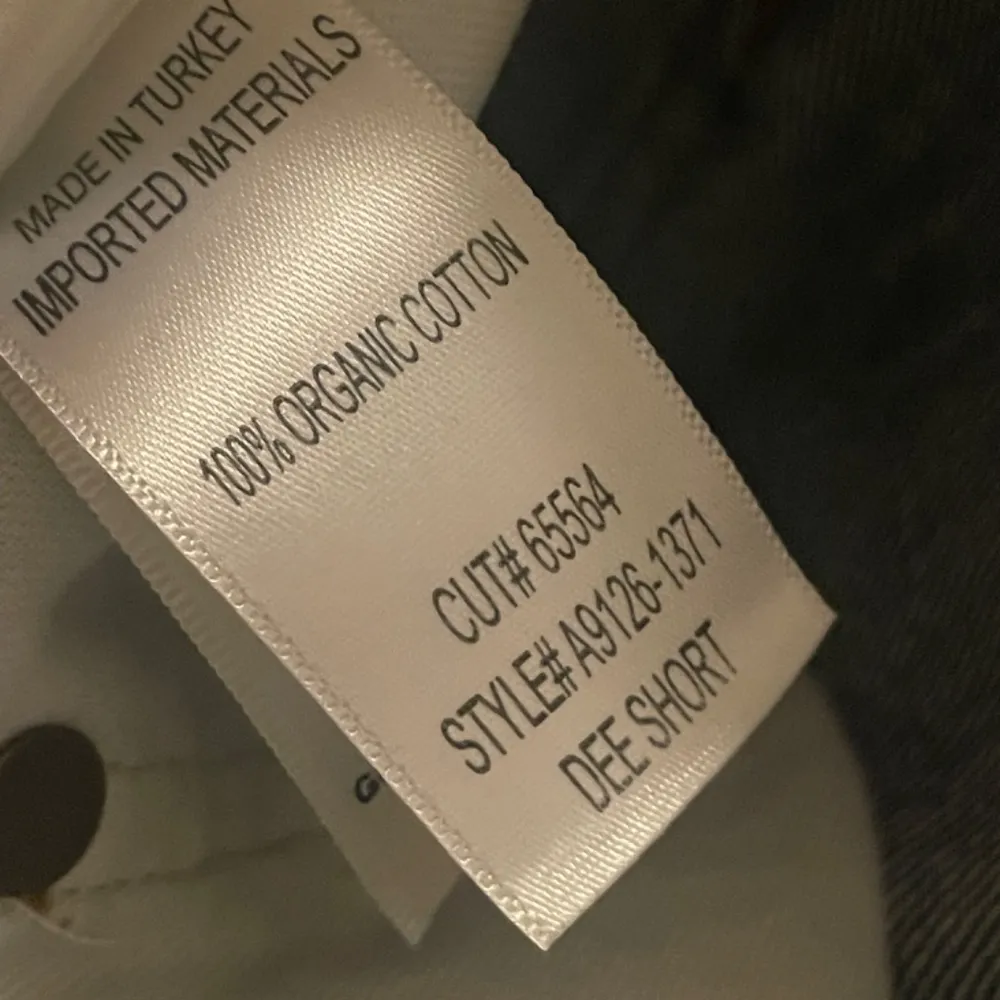 MADE IN TURKEY
IMPORTED MATERIALS
100% ORGANIC COTTON
CUT# 65564
STYLE# A9126-1371
DEE SHORT
G